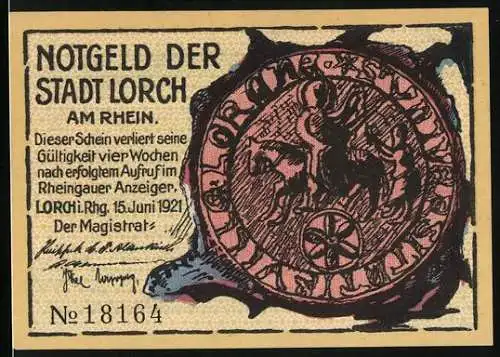 NOTGELD DER
STADT LORCH
AM RHEIN.
Dieser Schein verliert seine
Gültigkeit vier Wochen
nach erfolgtem Aufruf im
Rheingauer Anzeiger.
LORCH i. Rhg. 15. Juni 1921
Der Magistrat:
No 18164